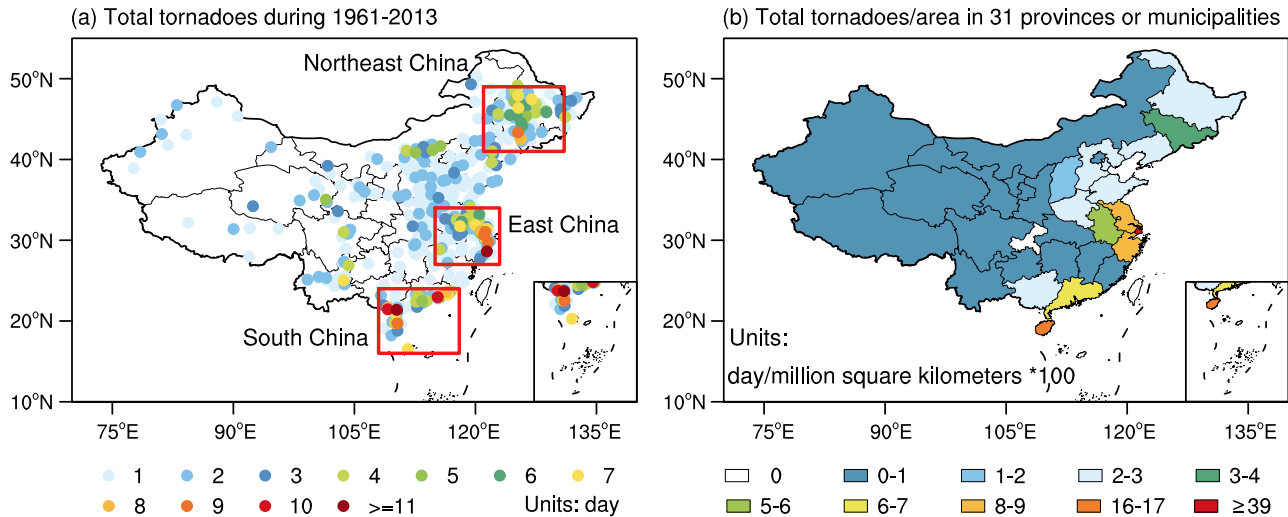 (a) Total tornadoes during 1961-2013
50°N
40°N
30°N
20°N
10°N
Northeast China
East China
South China
75°E 90°E 105°E 120°E 135°E
1 2 3 4 5 6 7
8 9 10 >=11 Units: day
(b) Total tornadoes/area in 31 provinces or municipalities
50°N
40°N
30°N
20°N
10°N
Units:
day/million square kilometers *100
75°E 90°E 105°E 120°E 135°E
0 0-1 1-2 2-3 3-4
5-6 6-7 8-9 16-17 ≥39